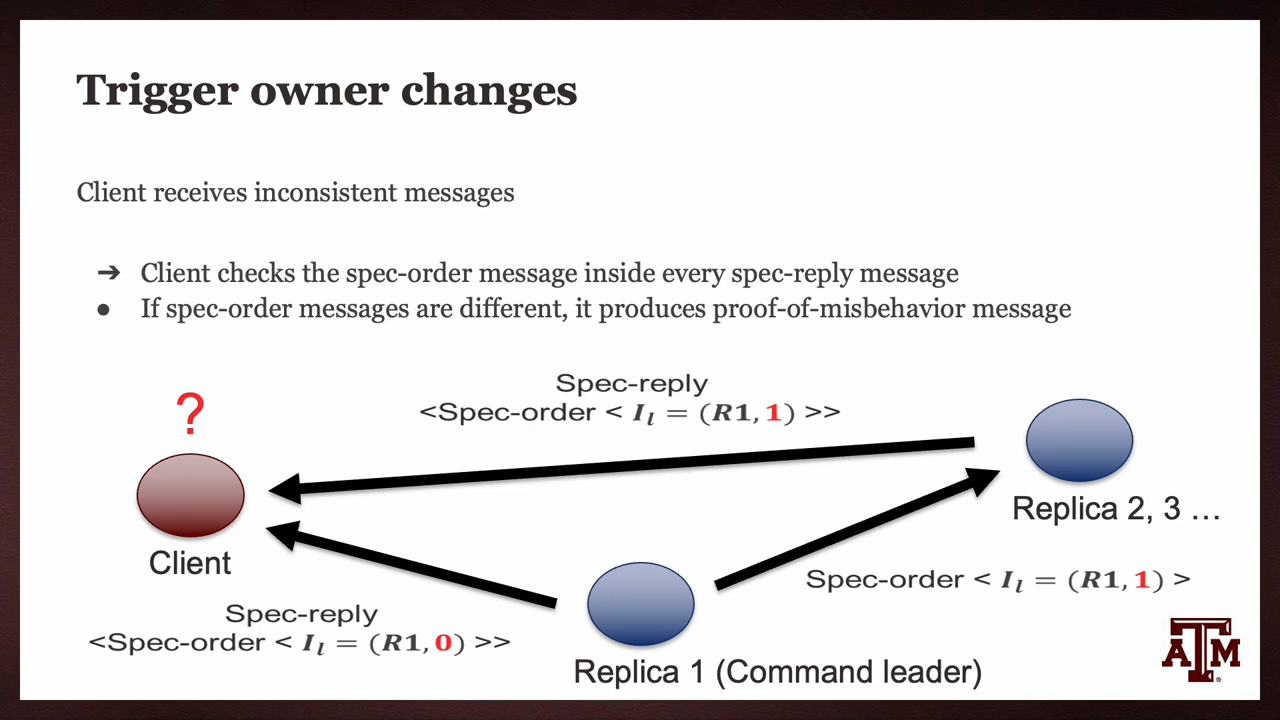 Trigger owner changes
Client receives inconsistent messages
➔ Client checks the spec-order message inside every spec-reply message
● If spec-order messages are different, it produces proof-of-misbehavior message
Spec-reply
<Spec-order < I_l = (R1, 1) >>
?
Replica 2, 3 …
Client
Spec-order < I_l = (R1, 1) >
Spec-reply
<Spec-order < I_l = (R1, 0) >>
Replica 1 (Command leader)
ATM